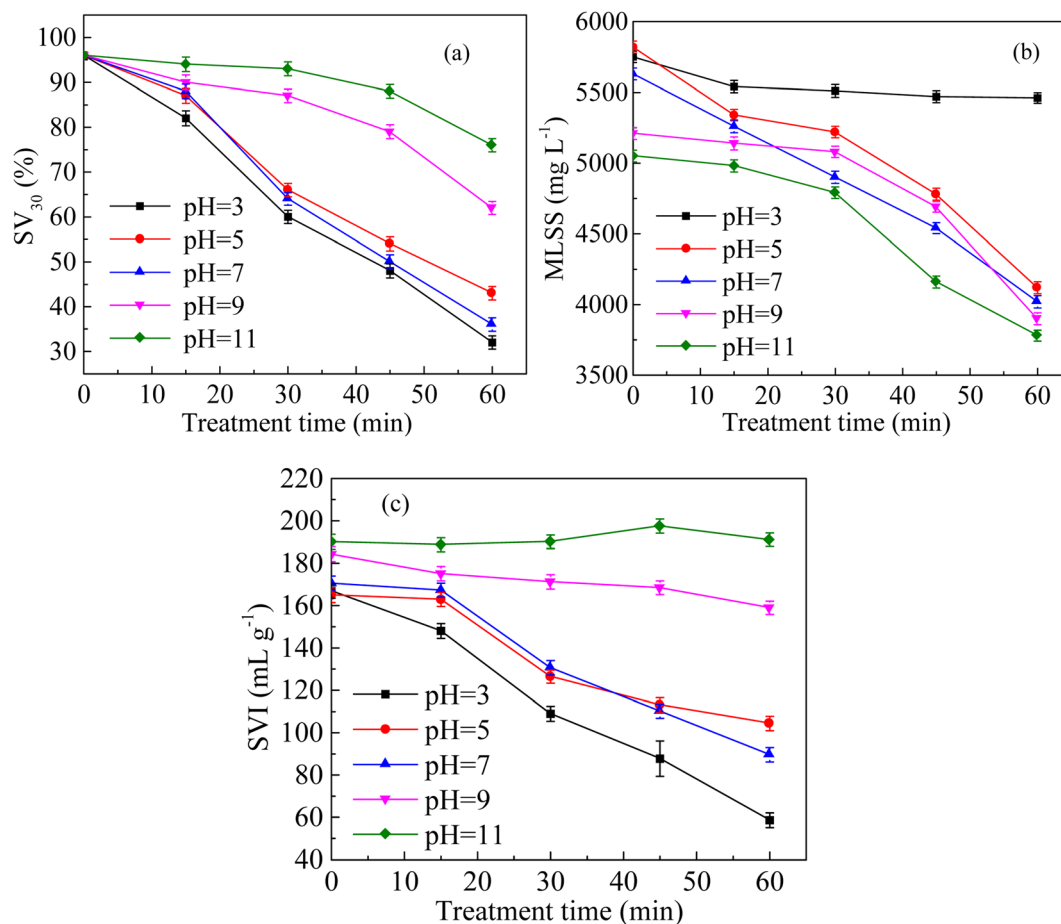 (a)
100
90
80
70
60
50
40
30
SV₃₀ (%)
pH=3
pH=5
pH=7
pH=9
pH=11
0 10 20 30 40 50 60
Treatment time (min)
(b)
6000
5500
5000
4500
4000
3500
MLSS (mg L⁻¹)
pH=3
pH=5
pH=7
pH=9
pH=11
0 10 20 30 40 50 60
Treatment time (min)
(c)
220
200
180
160
140
120
100
80
60
40
SVI (mL g⁻¹)
pH=3
pH=5
pH=7
pH=9
pH=11
0 10 20 30 40 50 60
Treatment time (min)